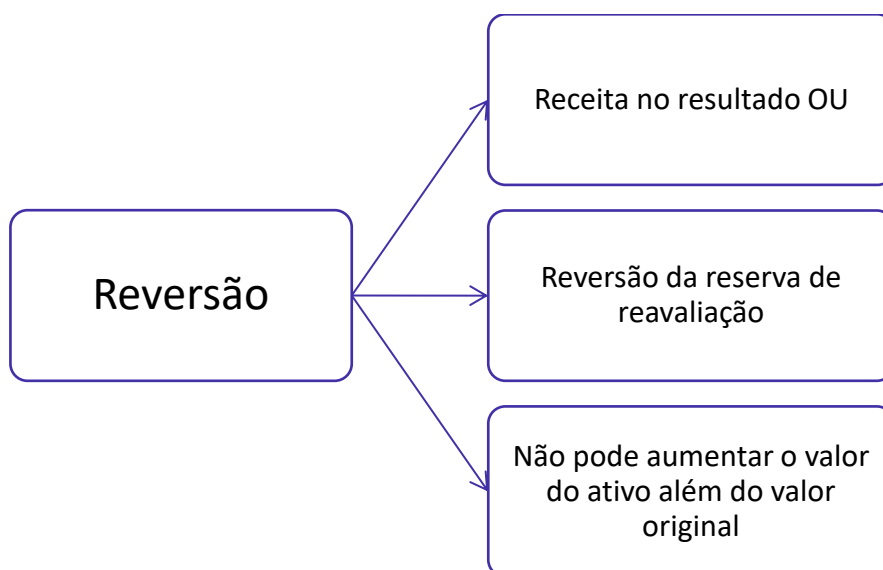 Receita no resultado OU
Reversão
Reversão da reserva de
reavaliação
Não pode aumentar o valor
do ativo além do valor
original